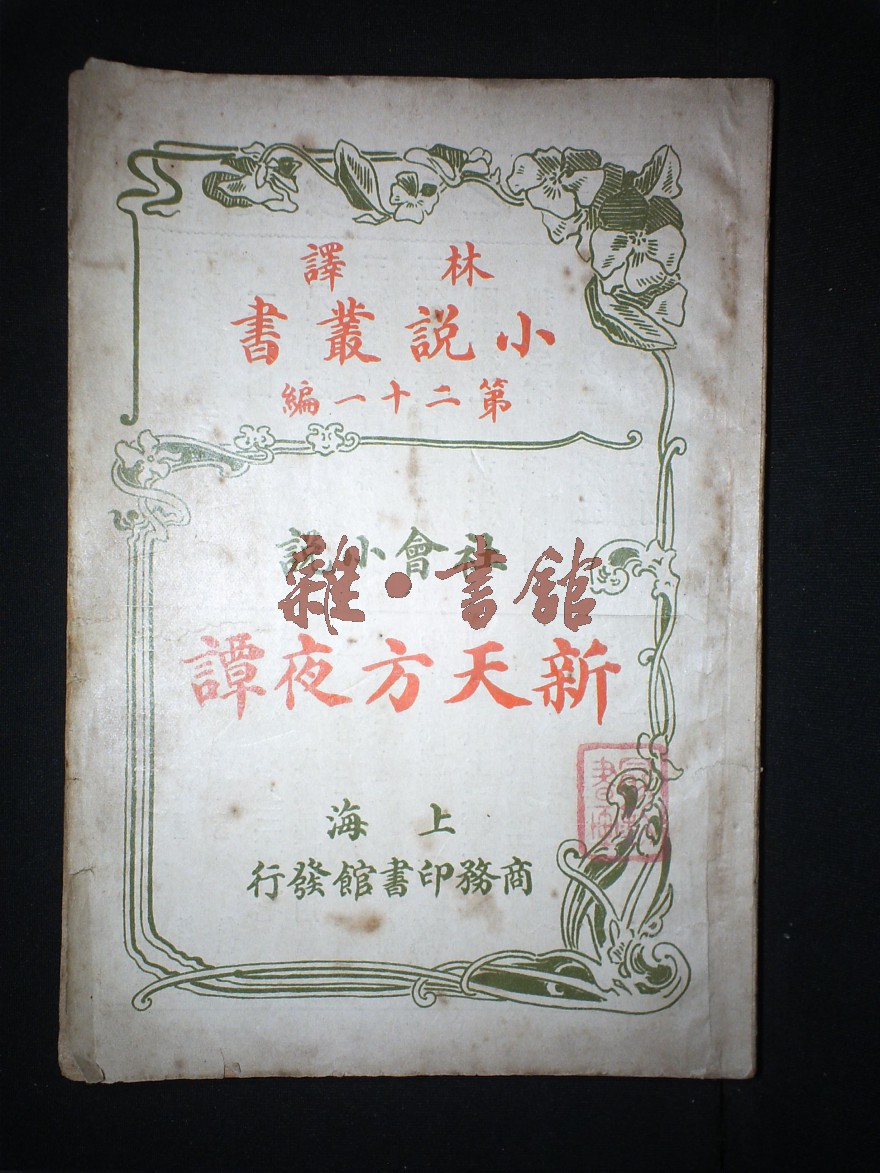 林譯
小說叢書
第二十一編
社會小說
雜·書館
新天方夜譚
上海
商務印書館發行